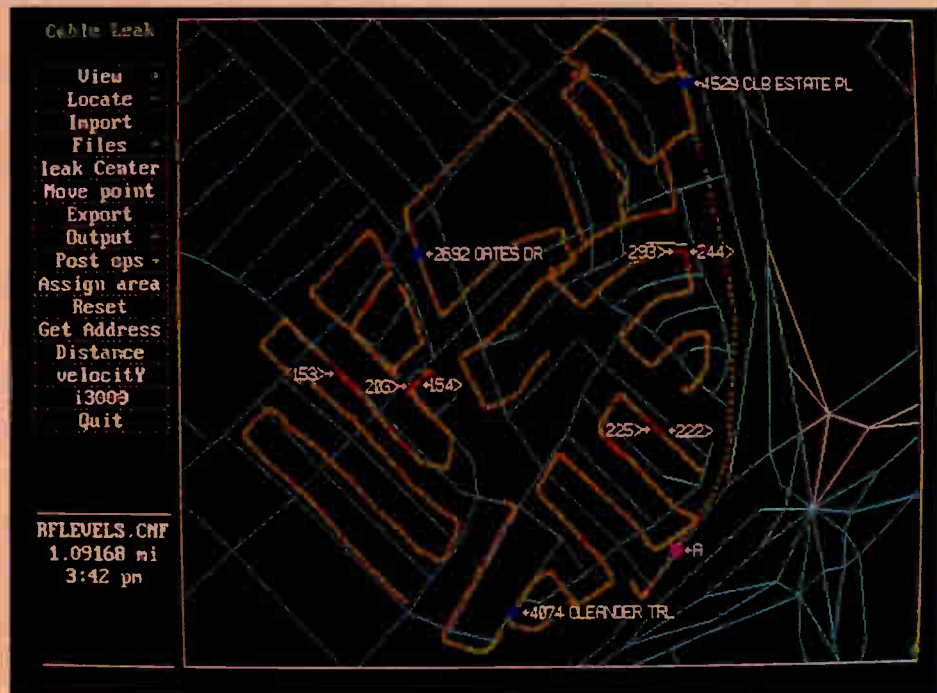 Cable Leak
View
Locate
Import
Files
leak Center
Move point
Export
Output
Post ops
Assign area
Reset
Get Address
Distance
velocitY
i3000
Quit
RFLEVELS.CMF
1.09168 mi
3:42 pm
4529 CLB ESTATE PL
2692 OATES DR
293> 244>
153> 203> 154>
225> 222>
A
4074 OLEANDER TRL